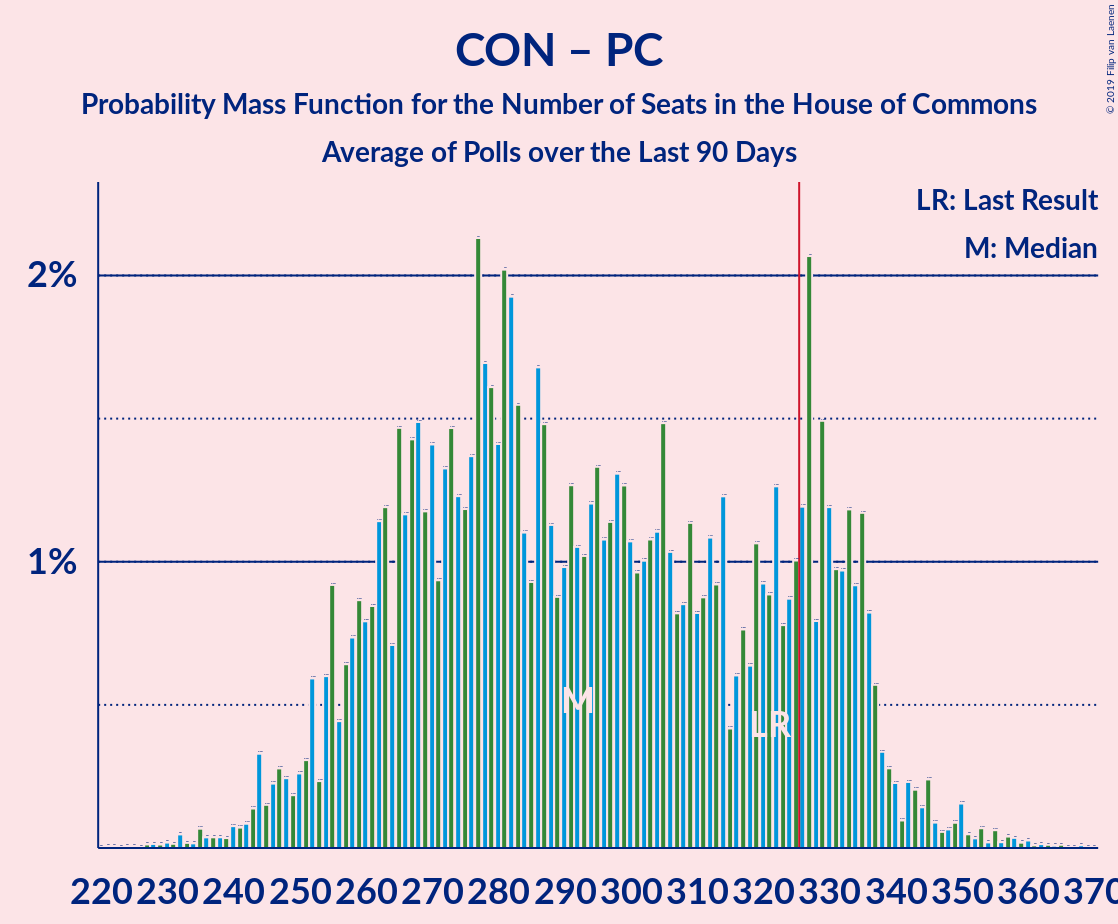 CON – PC
Probability Mass Function for the Number of Seats in the House of Commons
Average of Polls over the Last 90 Days
© 2019 Filip van Laenen
LR: Last Result
M: Median
2%
1%
M
LR
220 230 240 250 260 270 280 290 300 310 320 330 340 350 360 370